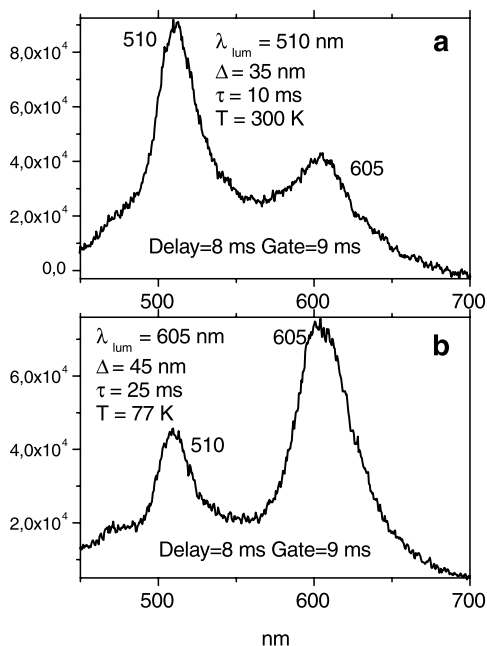 510
λ lum = 510 nm
a
Δ = 35 nm
τ = 10 ms
T = 300 K
605
Delay=8 ms Gate=9 ms
8,0x10⁴
6,0x10⁴
4,0x10⁴
2,0x10⁴
0,0
500 600 700
λ lum = 605 nm
605
b
Δ = 45 nm
τ = 25 ms
T = 77 K
510
Delay=8 ms Gate=9 ms
6,0x10⁴
4,0x10⁴
2,0x10⁴
500 600 700
nm